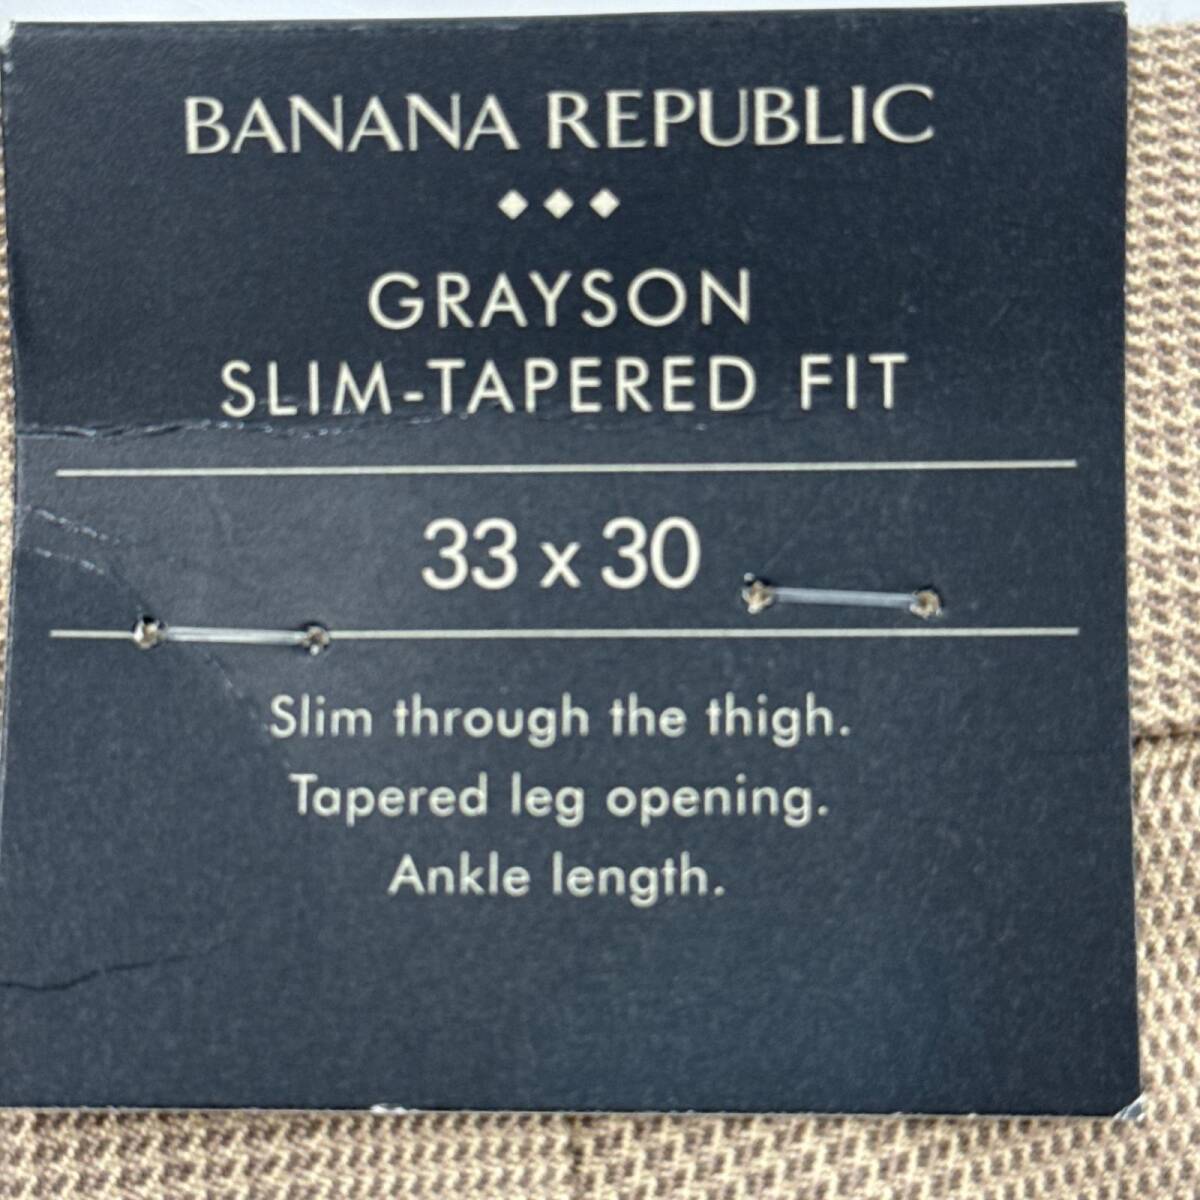 BANANA REPUBLIC
GRAYSON
SLIM-TAPERED FIT
33 x 30
Slim through the thigh.
Tapered leg opening.
Ankle length.